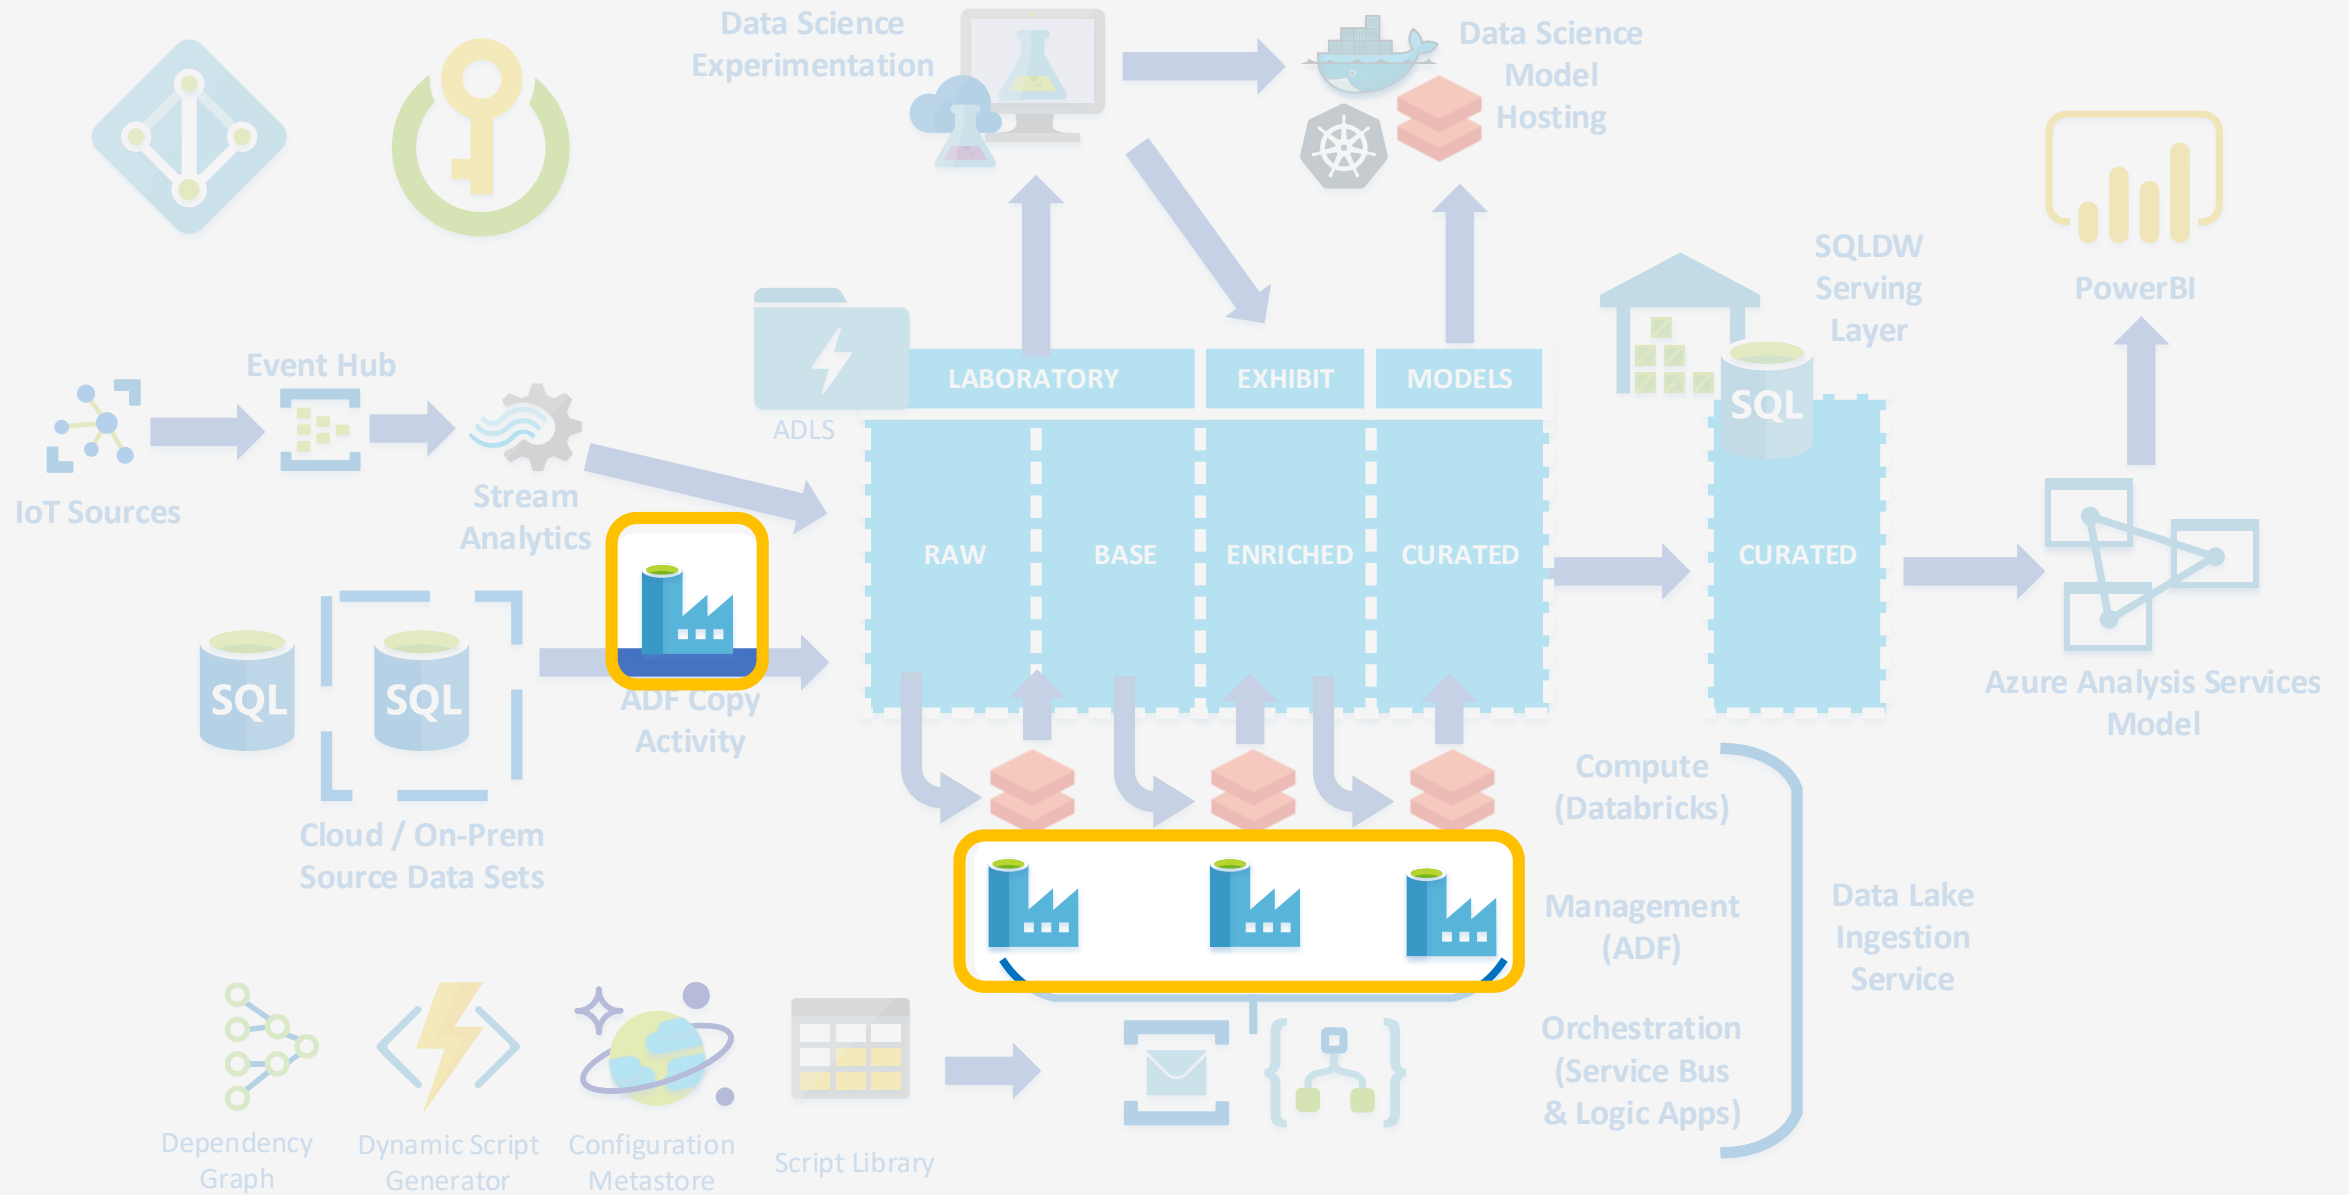 Data Science
Experimentation
Data Science
Model
Hosting
SQLDW
Serving
Layer
PowerBI
Event Hub
IoT Sources
Stream
Analytics
ADLS
LABORATORY
EXHIBIT
MODELS
SQL
RAW
BASE
ENRICHED
CURATED
CURATED
SQL
SQL
ADF Copy
Activity
Azure Analysis Services
Model
Cloud / On-Prem
Source Data Sets
Compute
(Databricks)
Management
(ADF)
Data Lake
Ingestion
Service
Orchestration
(Service Bus
& Logic Apps)
Dependency
Graph
Dynamic Script
Generator
Configuration
Metastore
Script Library